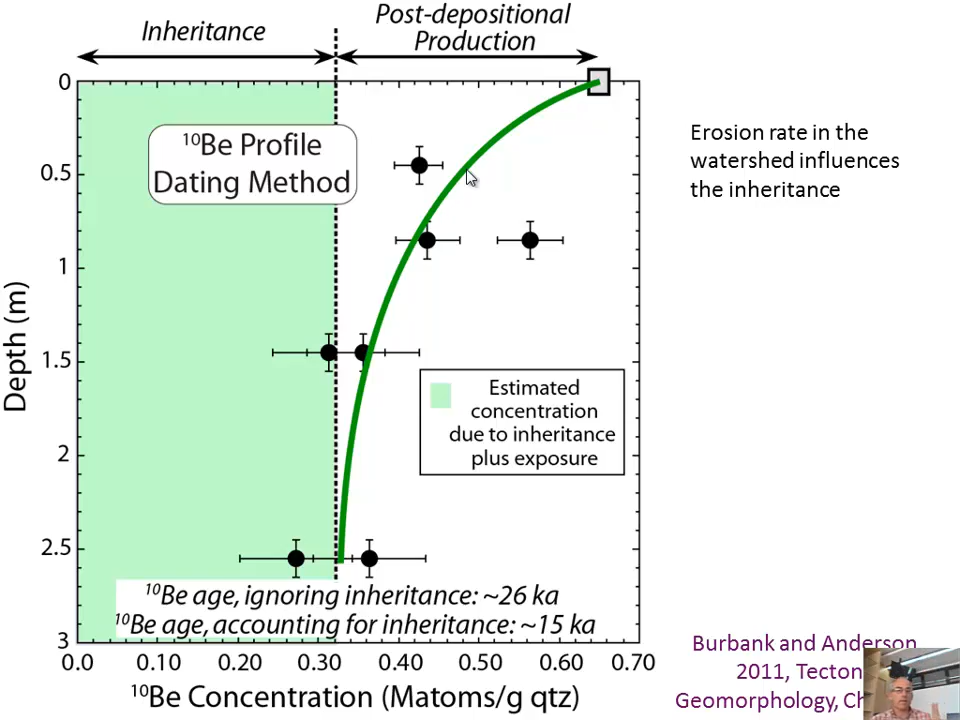 Inheritance
Post-depositional
Production
0
0.5
1
1.5
2
2.5
3
Depth (m)
¹⁰Be Profile
Dating Method
Estimated
concentration
due to inheritance
plus exposure
¹⁰Be age, ignoring inheritance: ~26 ka
¹⁰Be age, accounting for inheritance: ~15 ka
0.0 0.10 0.20 0.30 0.40 0.50 0.60 0.70
¹⁰Be Concentration (Matoms/g qtz)
Erosion rate in the
watershed influences
the inheritance
Burbank and Anderson
2011,
Geomorphology,